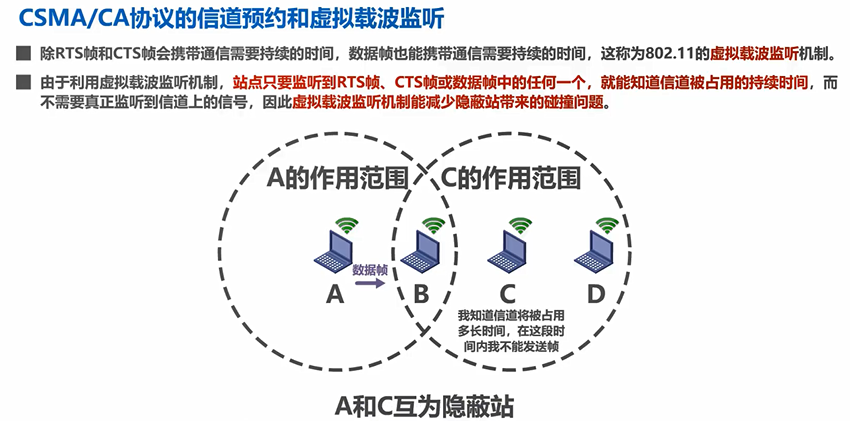 CSMA/CA协议的信道预约和虚拟载波监听
除RTS帧和CTS帧会携带通信需要持续的时间，数据帧也能携带通信需要持续的时间，这称为802.11的虚拟载波监听机制。
由于利用虚拟载波监听机制，站点只要监听到RTS帧、CTS帧或数据帧中的任何一个，就能知道信道被占用的持续时间，而
不需要真正监听到信道上的信号，因此虚拟载波监听机制能减少隐蔽站带来的碰撞问题。
A的作用范围 C的作用范围
数据帧
A B C D
我知道信道将被占用
多长时间，在这段时
间内我不能发送帧
A和C互为隐蔽站